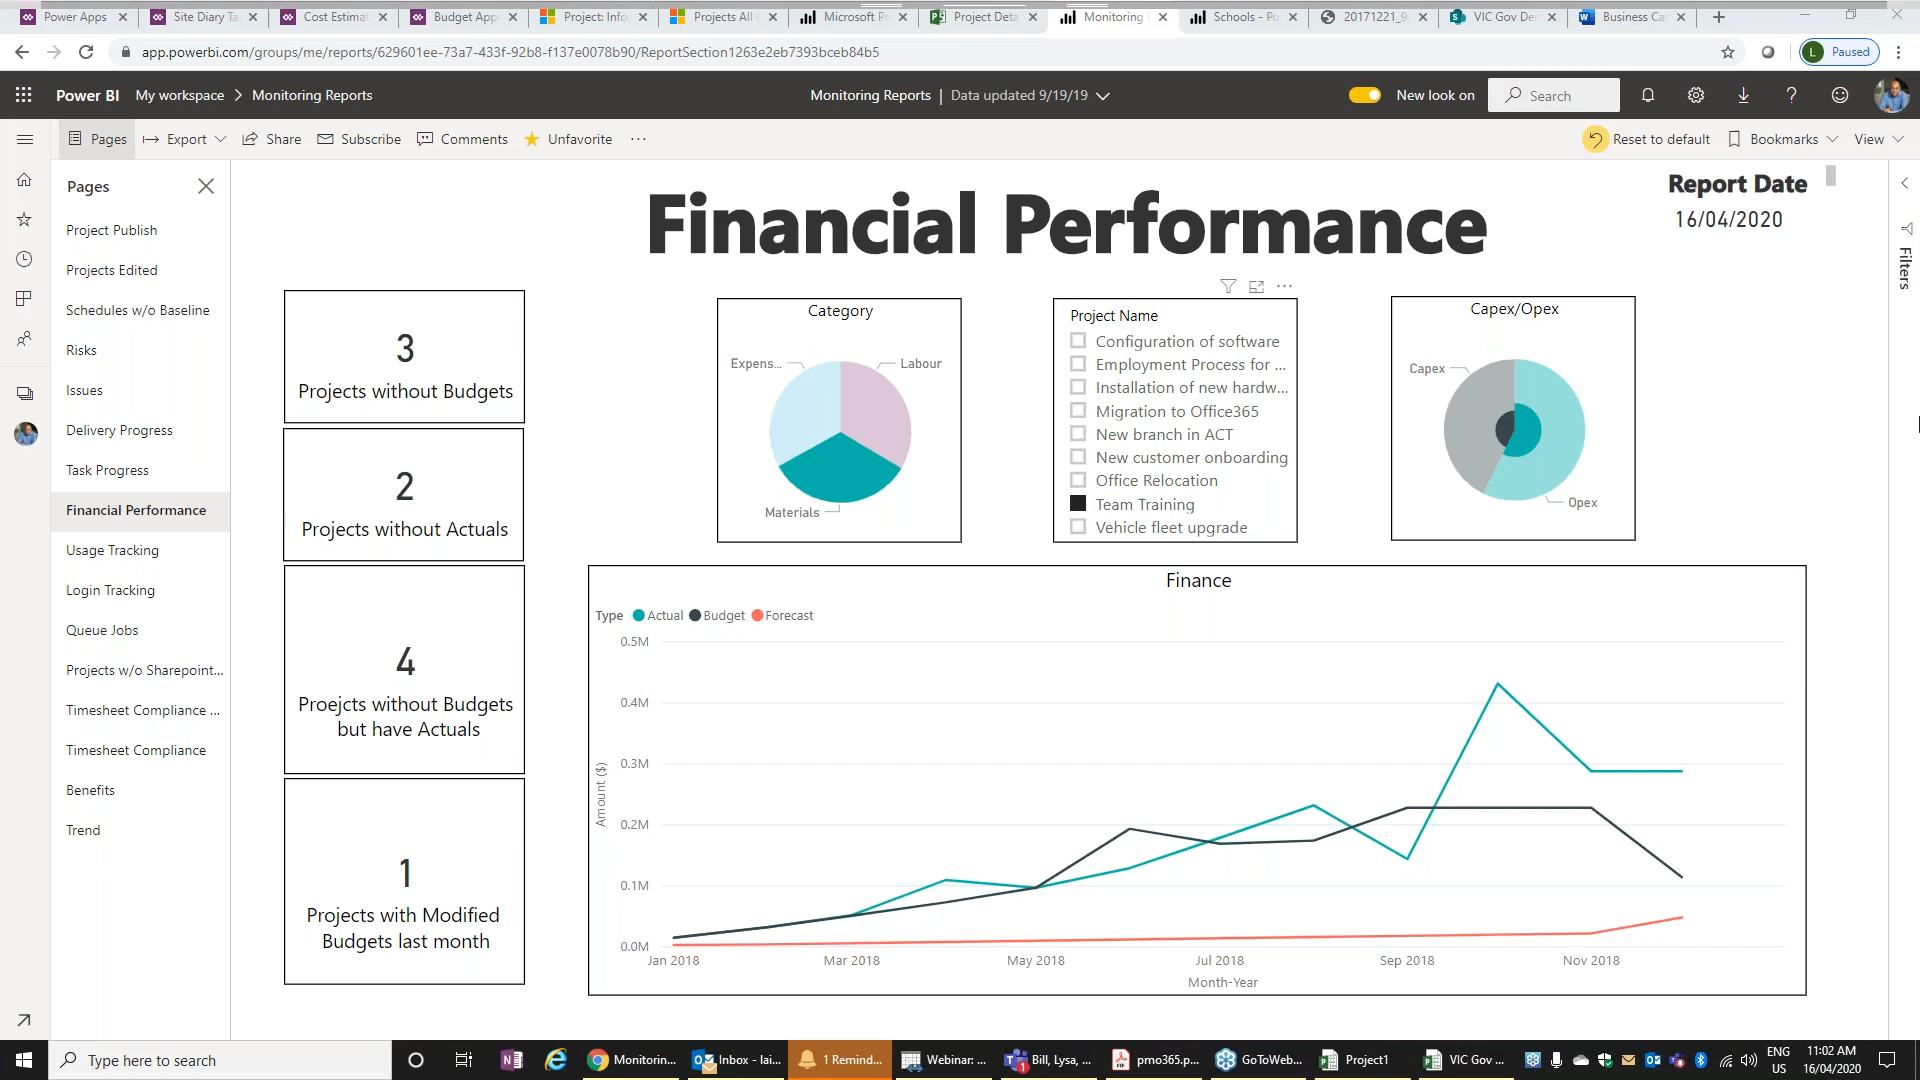 Power Apps
Site Diary Ta
Cost Estimat
Budget App
Project: Info
Projects All
Microsoft Pr
Project Deta
Monitoring
Schools - Po
20171221_9
VIC Gov De
Business Ca
app.powerbi.com/groups/me/reports/629601ee-73a7-433f-92b8-f137e0078b90/ReportSection1263e2eb7393bceb84b5
L Paused
Power BI My workspace > Monitoring Reports
Monitoring Reports | Data updated 9/19/19
New look on
Search
Pages Export Share Subscribe Comments Unfavorite ...
Reset to default Bookmarks View
Pages
Project Publish
Projects Edited
Schedules w/o Baseline
Risks
Issues
Delivery Progress
Task Progress
Financial Performance
Usage Tracking
Login Tracking
Queue Jobs
Projects w/o Sharepoint...
Timesheet Compliance ...
Timesheet Compliance
Benefits
Trend
Financial Performance
Report Date
16/04/2020
Filters
3
Projects without Budgets
2
Projects without Actuals
4
Proejcts without Budgets
but have Actuals
1
Projects with Modified
Budgets last month
Category
Expens...
Labour
Materials
Project Name
Configuration of software
Employment Process for ...
Installation of new hardw...
Migration to Office365
New branch in ACT
New customer onboarding
Office Relocation
Team Training
Vehicle fleet upgrade
Capex/Opex
Capex
Opex
Finance
Type Actual Budget Forecast
0.5M
0.4M
0.3M
0.2M
0.1M
0.0M
Amount ($)
Jan 2018 Mar 2018 May 2018 Jul 2018 Sep 2018 Nov 2018
Month-Year
Type here to search
Monitorin...
Inbox - lai...
1 Remind...
Webinar: ...
Bill, Lysa, ...
pmo365.p...
GoToWeb...
Project1
VIC Gov ...
ENG
US
11:02 AM
16/04/2020